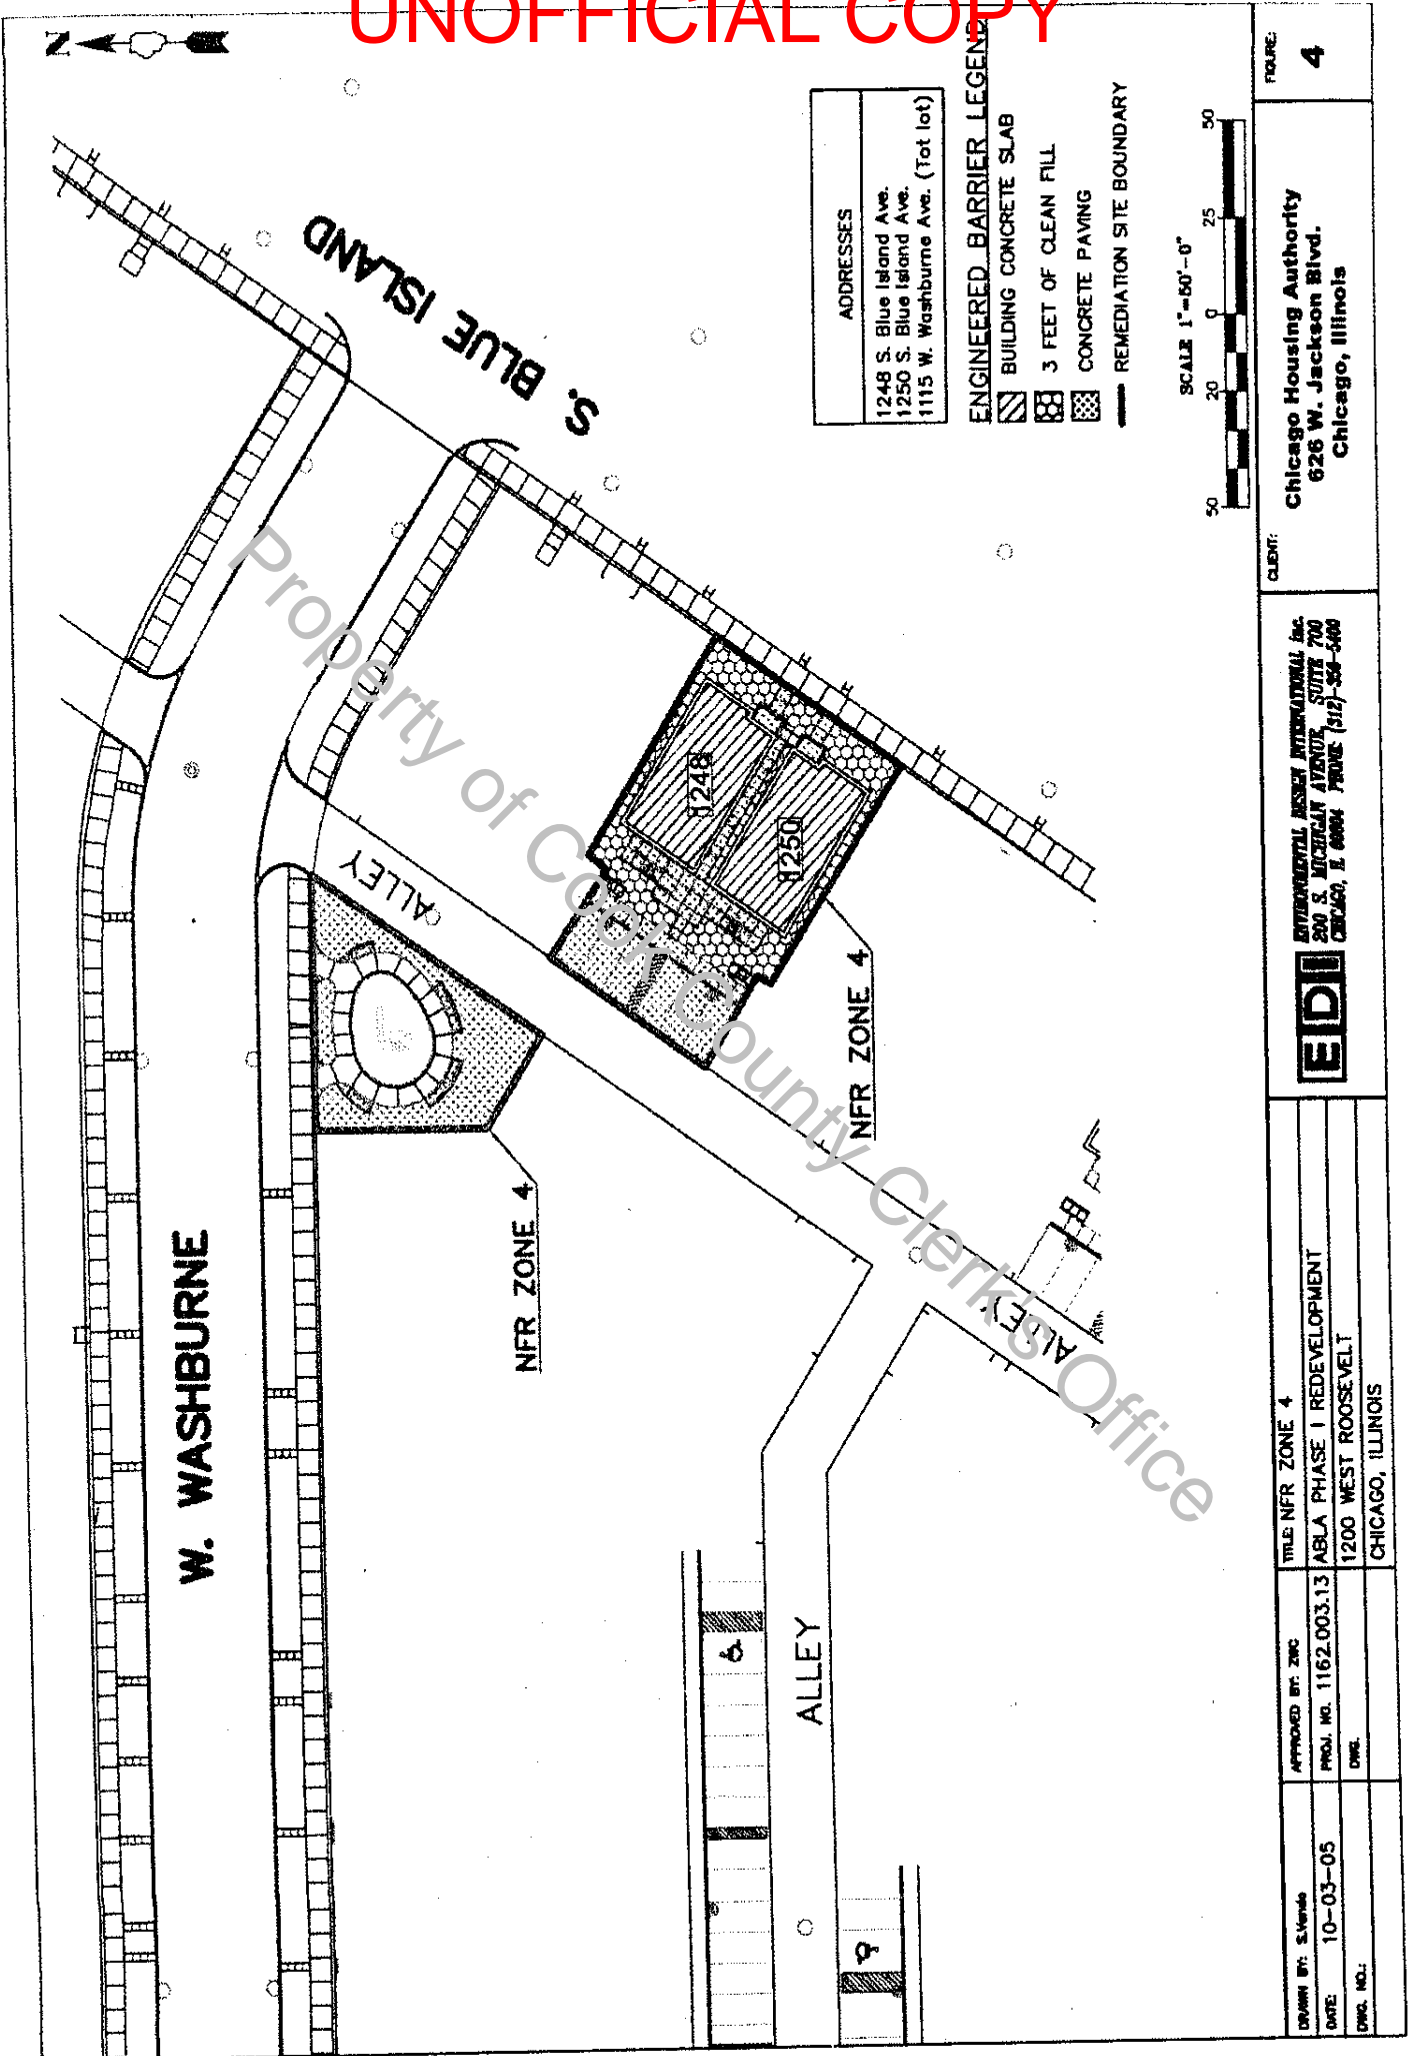 UNOFFICIAL COPY
N
S. BLUE ISLAND
W. WASHBURNE
ALLEY
1248
1250
NFR ZONE 4
NFR ZONE 4
ALLEY
ALLEY
Property of Cook County Clerk's Office
ADDRESSES
1248 S. Blue Island Ave.
1250 S. Blue Island Ave.
1115 W. Washburne Ave. (Tot lot)
ENGINEERED BARRIER LEGEND
BUILDING CONCRETE SLAB
3 FEET OF CLEAN FILL
CONCRETE PAVING
REMEDIATION SITE BOUNDARY
SCALE 1"=50'-0"
50 20 0 25 50
DRAWN BY: S.Wende
DATE: 10-03-05
DWG. NO.:
APPROVED BY: ZWC
PROJ. NO. 1162.003.13
DWG.
TITLE: NFR ZONE 4
ABLA PHASE I REDEVELOPMENT
1200 WEST ROOSEVELT
CHICAGO, ILLINOIS
EDI
ENVIRONMENTAL DESIGN INTERNATIONAL inc.
200 S. MICHIGAN AVENUE, SUITE 700
CHICAGO, IL 60604 PHONE (312)-356-5400
CLIENT:
Chicago Housing Authority
626 W. Jackson Blvd.
Chicago, Illinois
FIGURE:
4